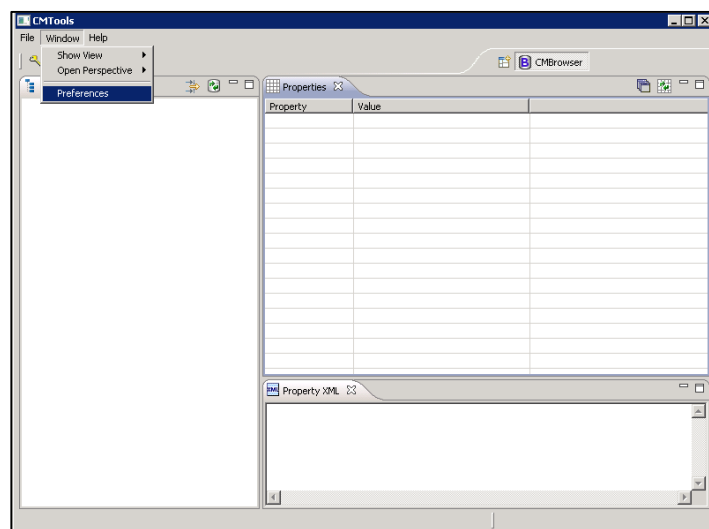 CMTools
File Window Help
Show View
Open Perspective
Preferences
CMBrowser
Properties
Property Value
Property XML